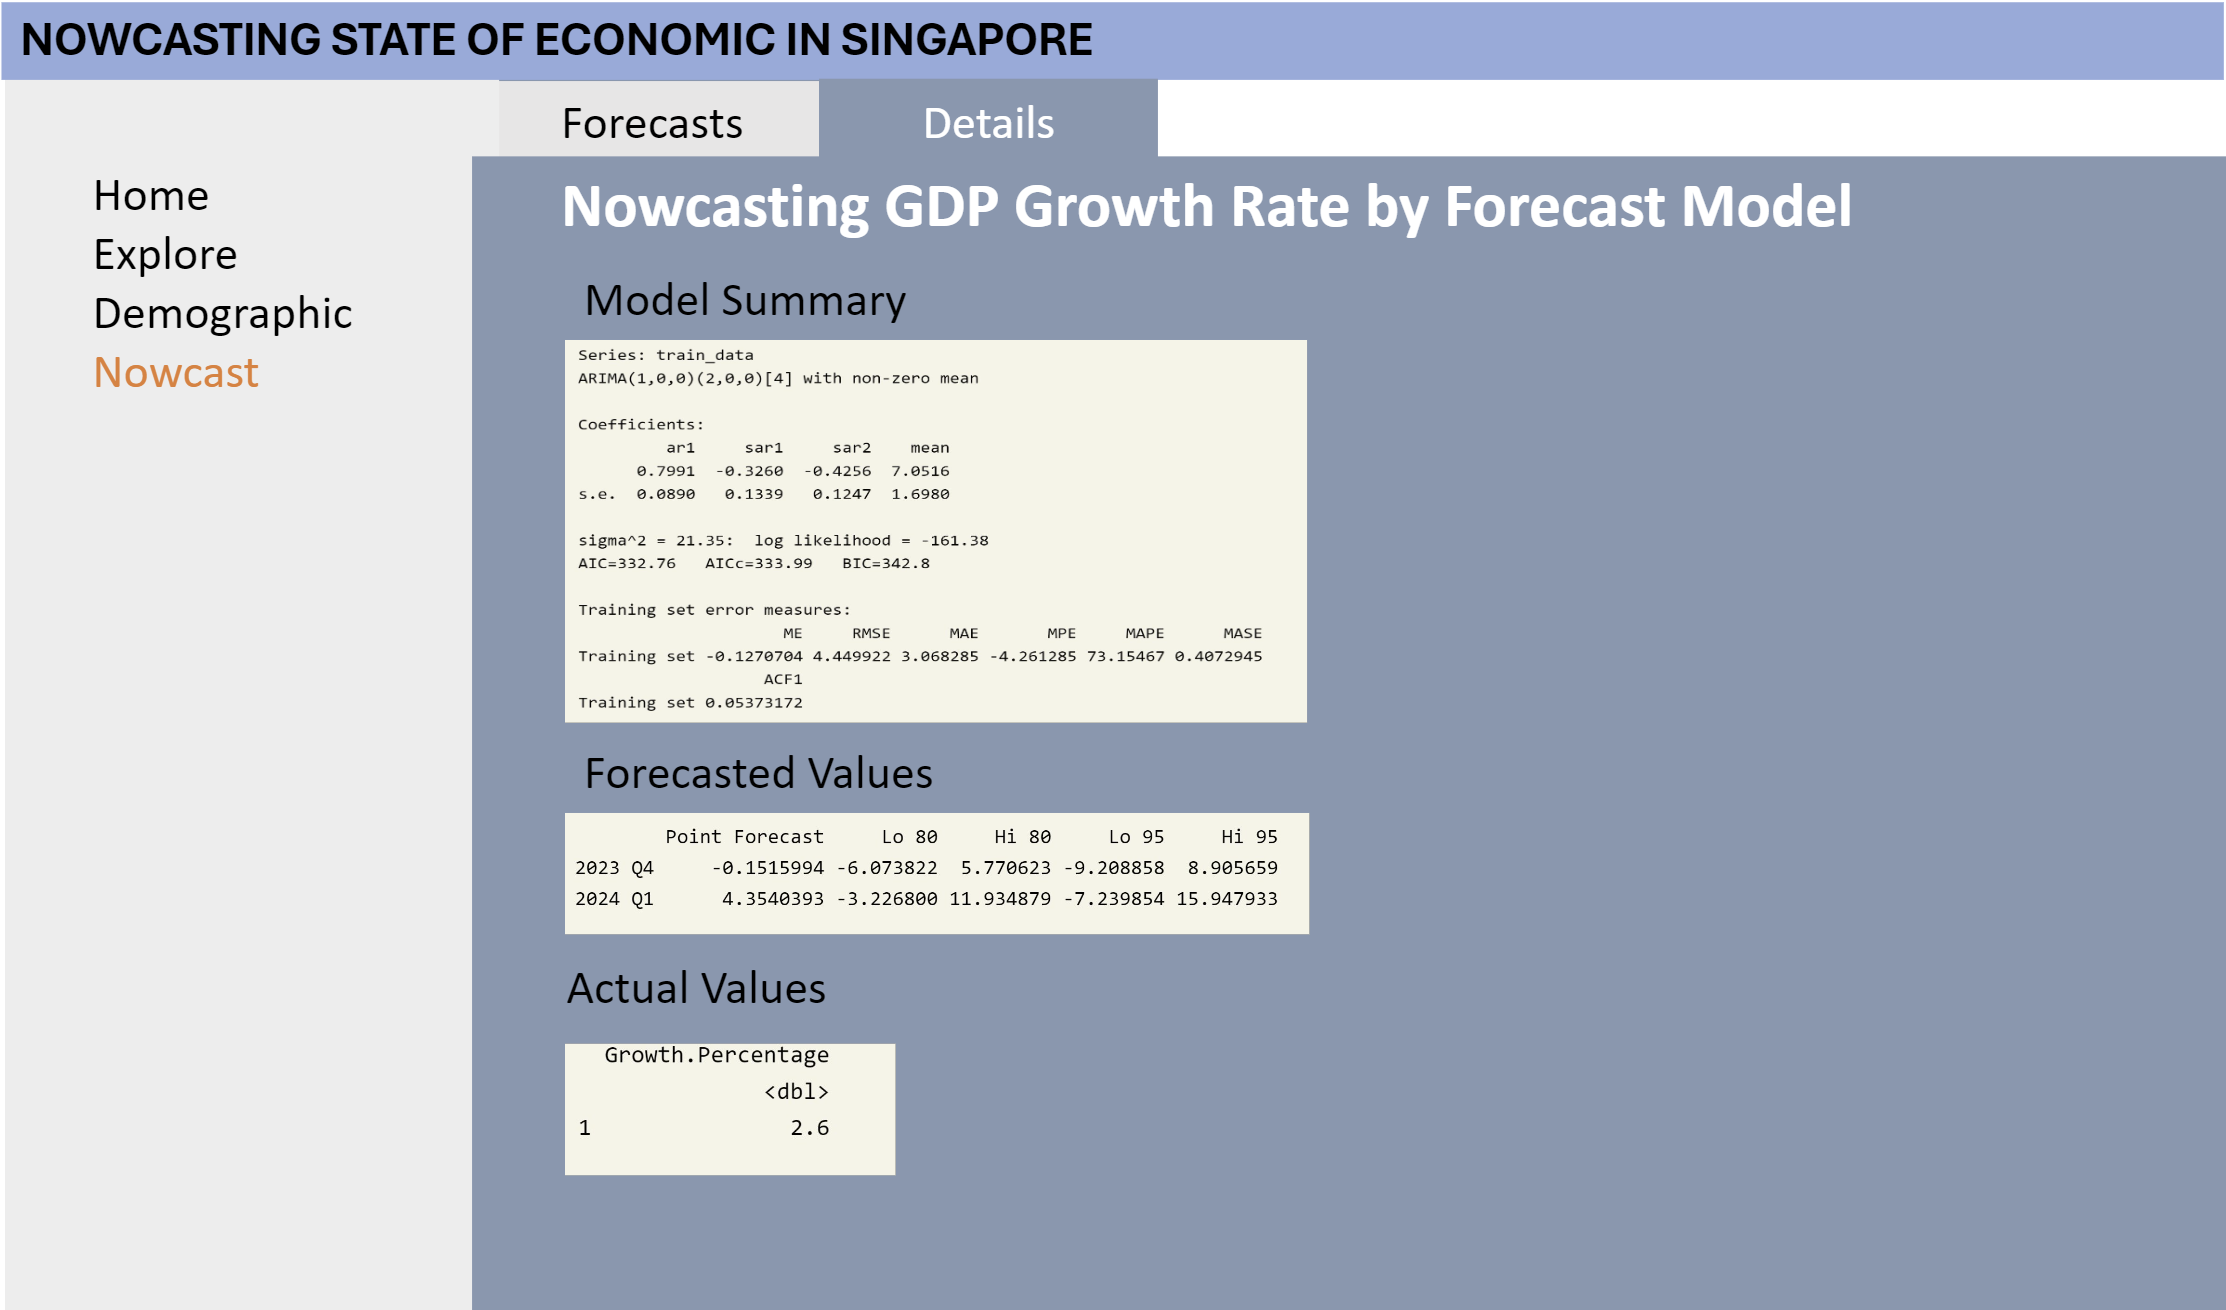 NOWCASTING STATE OF ECONOMIC IN SINGAPORE
Forecasts
Details
Home
Explore
Demographic
Nowcast
Nowcasting GDP Growth Rate by Forecast Model
Model Summary
Series: train_data
ARIMA(1,0,0)(2,0,0)[4] with non-zero mean
Coefficients:
ar1 sar1 sar2 mean
0.7991 -0.3260 -0.4256 7.0516
s.e. 0.0890 0.1339 0.1247 1.6980
sigma^2 = 21.35: log likelihood = -161.38
AIC=332.76 AICc=333.99 BIC=342.8
Training set error measures:
ME RMSE MAE MPE MAPE MASE
Training set -0.1270704 4.449922 3.068285 -4.261285 73.15467 0.4072945
ACF1
Training set 0.05373172
Forecasted Values
Point Forecast Lo 80 Hi 80 Lo 95 Hi 95
2023 Q4 -0.1515994 -6.073822 5.770623 -9.208858 8.905659
2024 Q1 4.3540393 -3.226800 11.934879 -7.239854 15.947933
Actual Values
Growth.Percentage
<dbl>
1 2.6